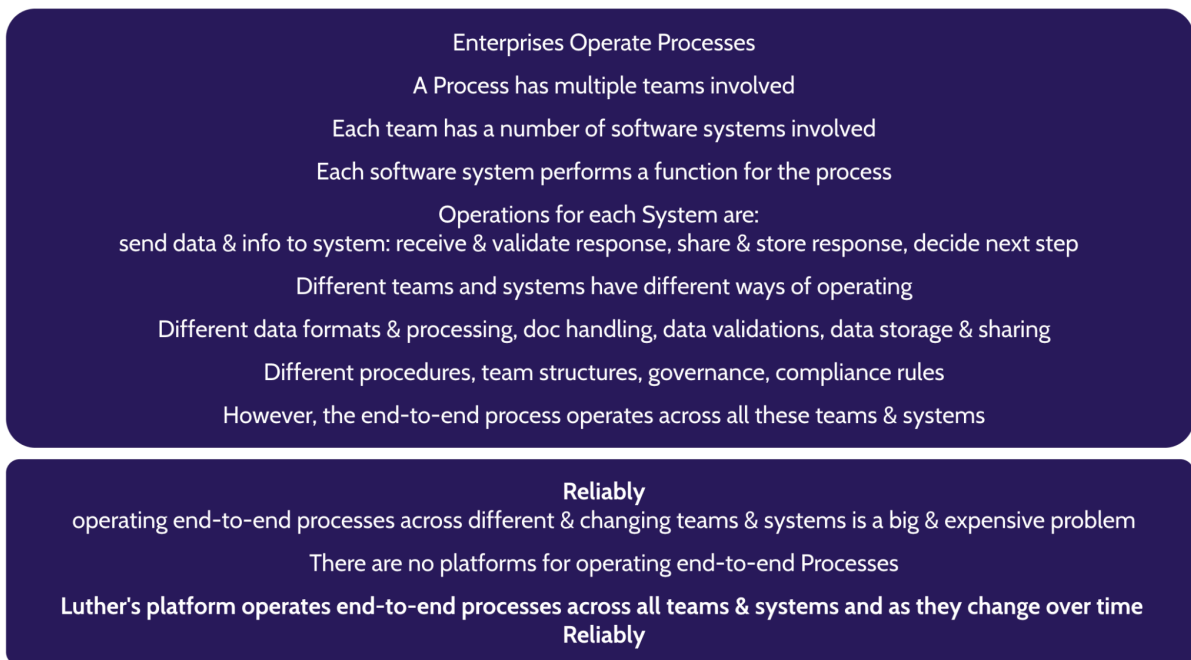 Enterprises Operate Processes
A Process has multiple teams involved
Each team has a number of software systems involved
Each software system performs a function for the process
Operations for each System are:
send data & info to system: receive & validate response, share & store response, decide next step
Different teams and systems have different ways of operating
Different data formats & processing, doc handling, data validations, data storage & sharing
Different procedures, team structures, governance, compliance rules
However, the end-to-end process operates across all these teams & systems
Reliably
operating end-to-end processes across different & changing teams & systems is a big & expensive problem
There are no platforms for operating end-to-end Processes
Luther's platform operates end-to-end processes across all teams & systems and as they change over time
Reliably